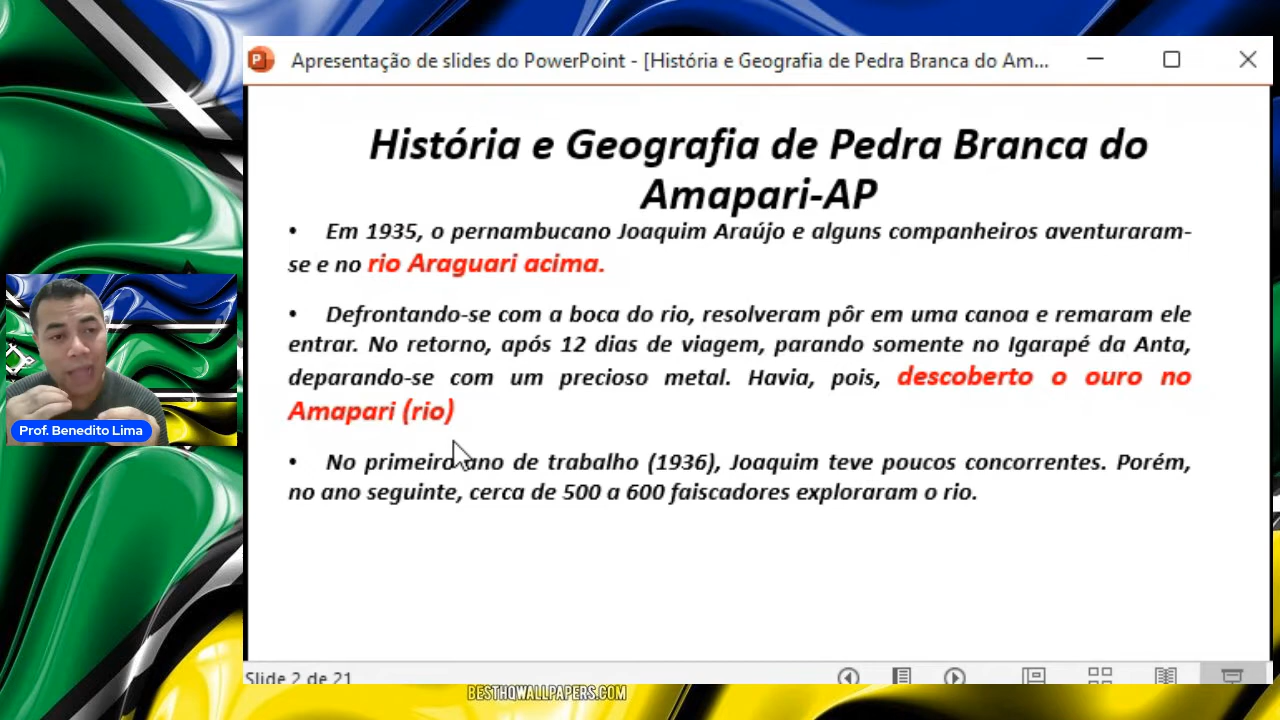 Apresentação de slides do PowerPoint - [História e Geografia de Pedra Branca do Am...
História e Geografia de Pedra Branca do
Amapari-AP
• Em 1935, o pernambucano Joaquim Araújo e alguns companheiros aventuraram-
se e no rio Araguari acima.
• Defrontando-se com a boca do rio, resolveram pôr em uma canoa e remaram ele
entrar. No retorno, após 12 dias de viagem, parando somente no Igarapé da Anta,
deparando-se com um precioso metal. Havia, pois, descoberto o ouro no
Amapari (rio)
• No primeiro ano de trabalho (1936), Joaquim teve poucos concorrentes. Porém,
no ano seguinte, cerca de 500 a 600 faiscadores exploraram o rio.
Prof. Benedito Lima
Slide 2 de 21
BESTHQWALLPAPERS.COM